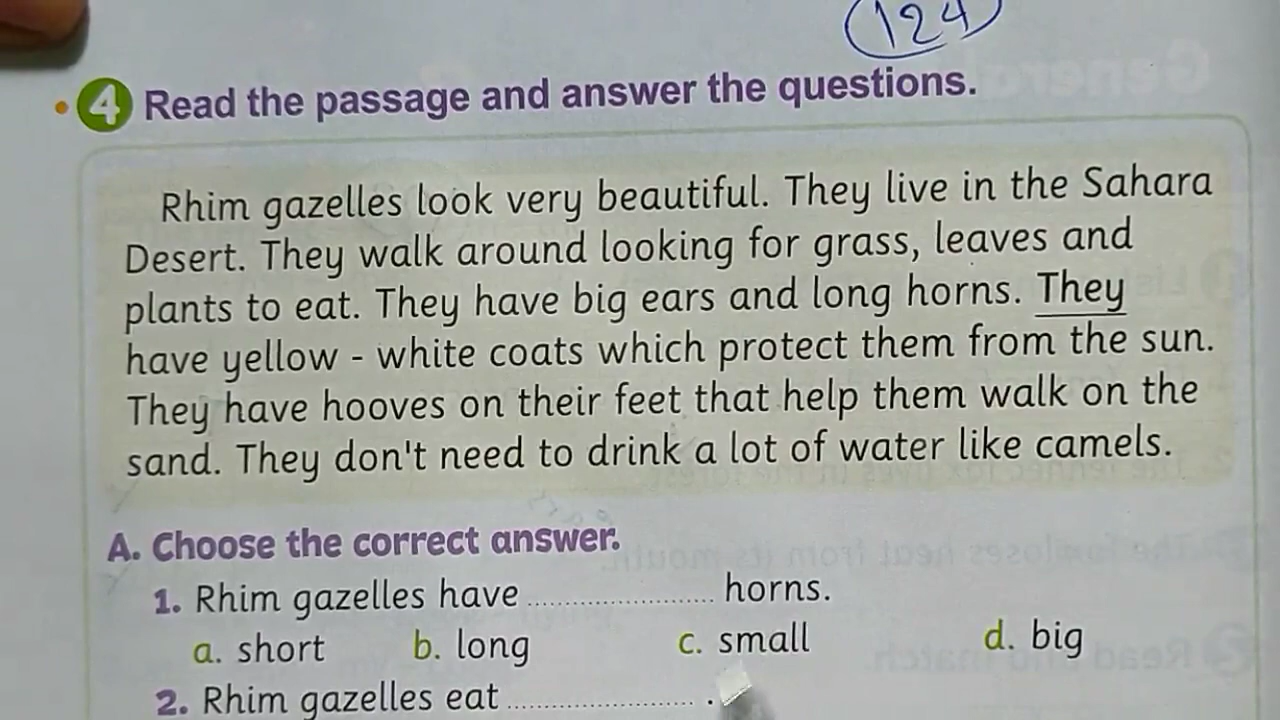 124
4 Read the passage and answer the questions.
Rhim gazelles look very beautiful. They live in the Sahara
Desert. They walk around looking for grass, leaves and
plants to eat. They have big ears and long horns. They
have yellow - white coats which protect them from the sun.
They have hooves on their feet that help them walk on the
sand. They don't need to drink a lot of water like camels.
A. Choose the correct answer.
1. Rhim gazelles have ........................ horns.
a. short b. long c. small d. big
2. Rhim gazelles eat ........................ .